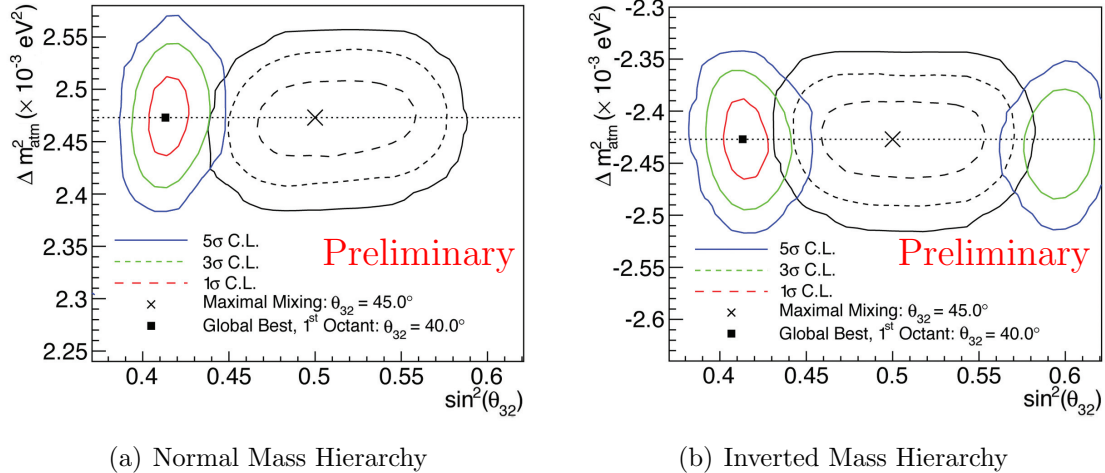 Δ m²atm (× 10⁻³ eV²)
2.55
2.5
2.45
2.4
2.35
2.3
2.25
5σ C.L.
3σ C.L.
1σ C.L.
Preliminary
Maximal Mixing: θ₃₂ = 45.0°
Global Best, 1st Octant: θ₃₂ = 40.0°
0.4 0.45 0.5 0.55 0.6
sin²(θ₃₂)
(a) Normal Mass Hierarchy
Δ m²atm (× 10⁻³ eV²)
-2.3
-2.35
-2.4
-2.45
-2.5
-2.55
-2.6
5σ C.L.
3σ C.L.
1σ C.L.
Preliminary
Maximal Mixing: θ₃₂ = 45.0°
Global Best, 1st Octant: θ₃₂ = 40.0°
0.4 0.45 0.5 0.55 0.6
sin²(θ₃₂)
(b) Inverted Mass Hierarchy